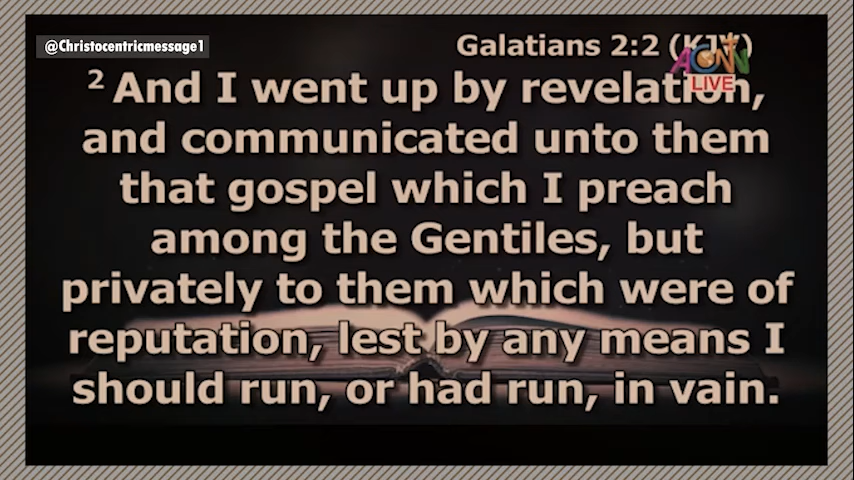 @Christocentricmessage1
Galatians 2:2 (KJV)
ACNN
LIVE
2 And I went up by revelation,
and communicated unto them
that gospel which I preach
among the Gentiles, but
privately to them which were of
reputation, lest by any means I
should run, or had run, in vain.